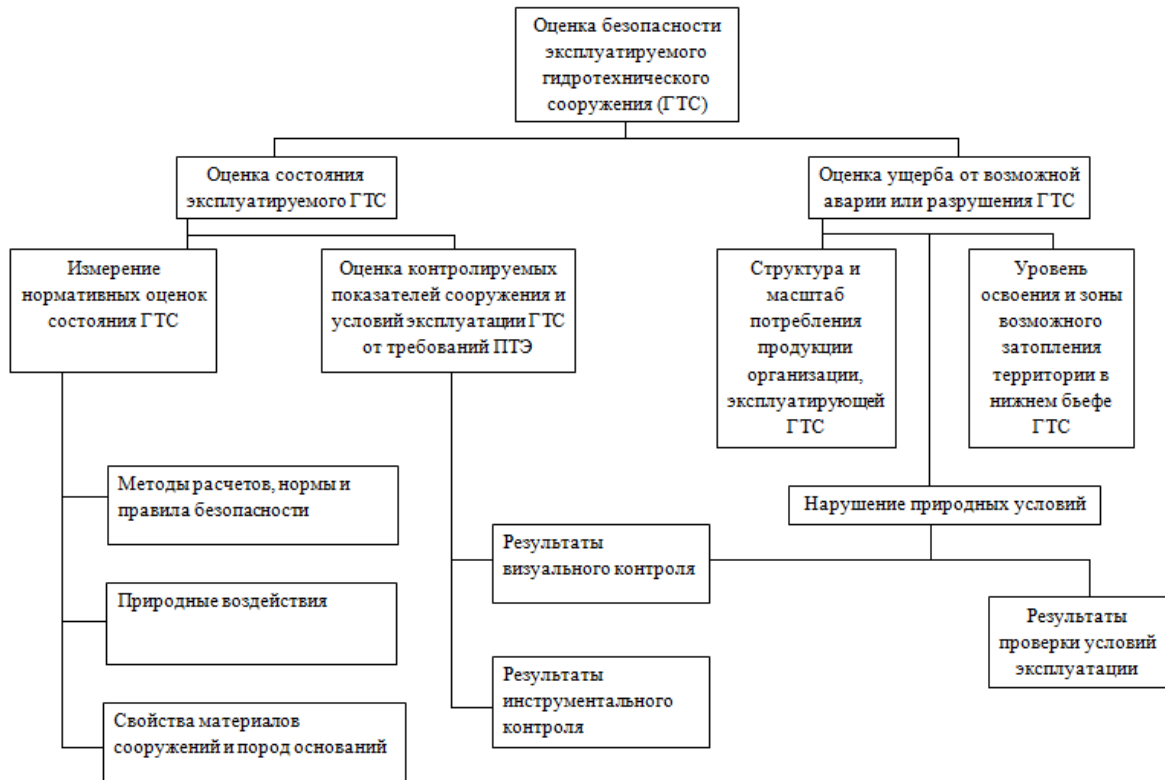 Оценка безопасности
эксплуатируемого
гидротехнического
сооружения (ГТС)
Оценка состояния
эксплуатируемого ГТС
Оценка ущерба от возможной
аварии или разрушения ГТС
Измерение
нормативных оценок
состояния ГТС
Оценка контролируемых
показателей сооружения и
условий эксплуатации ГТС
от требований ПТЭ
Структура и
масштаб
потребления
продукции
организации,
эксплуатирующей
ГТС
Уровень
освоения и зоны
возможного
затопления
территории в
нижнем бьефе
ГТС
Методы расчетов, нормы и
правила безопасности
Нарушение природных условий
Результаты
визуального контроля
Природные воздействия
Результаты
проверки условий
эксплуатации
Результаты
инструментального
контроля
Свойства материалов
сооружений и пород оснований